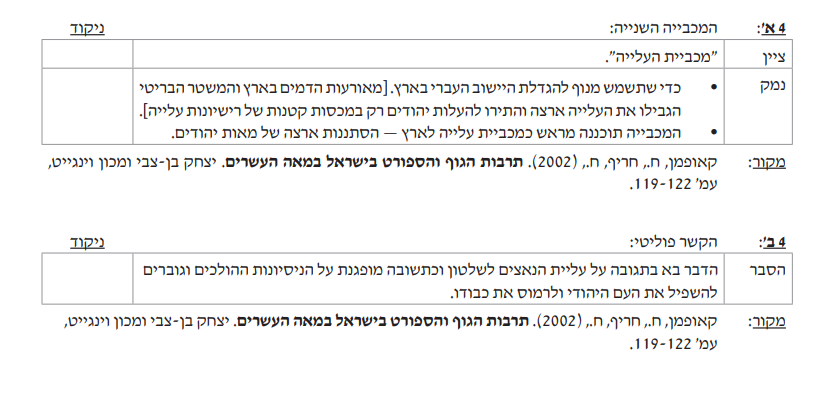 4 א': המכבייה השנייה: ניקוד
ציין "מכביית העלייה".
נמק • כדי שתשמש מנוף להגדלת היישוב העברי בארץ. [מאורעות הדמים בארץ והמשטר הבריטי
הגבילו את העלייה ארצה והתירו להעלות יהודים רק במכסות קטנות של רישיונות עלייה].
• המכבייה תוכננה מראש כמכביית עלייה לארץ — הסתננות ארצה של מאות יהודים.
מקור: קאופמן, ח., חריף, ח., (2002). תרבות הגוף והספורט בישראל במאה העשרים. יצחק בן-צבי ומכון וינגייט,
עמ' 119-122.
4 ב': הקשר פוליטי: ניקוד
הסבר הדבר בא בתגובה על עליית הנאצים לשלטון וכתשובה מופגנת על הניסיונות ההולכים וגוברים
להשפיל את העם היהודי ולרמוס את כבודו.
מקור: קאופמן, ח., חריף, ח., (2002). תרבות הגוף והספורט בישראל במאה העשרים. יצחק בן-צבי ומכון וינגייט,
עמ' 119-122.